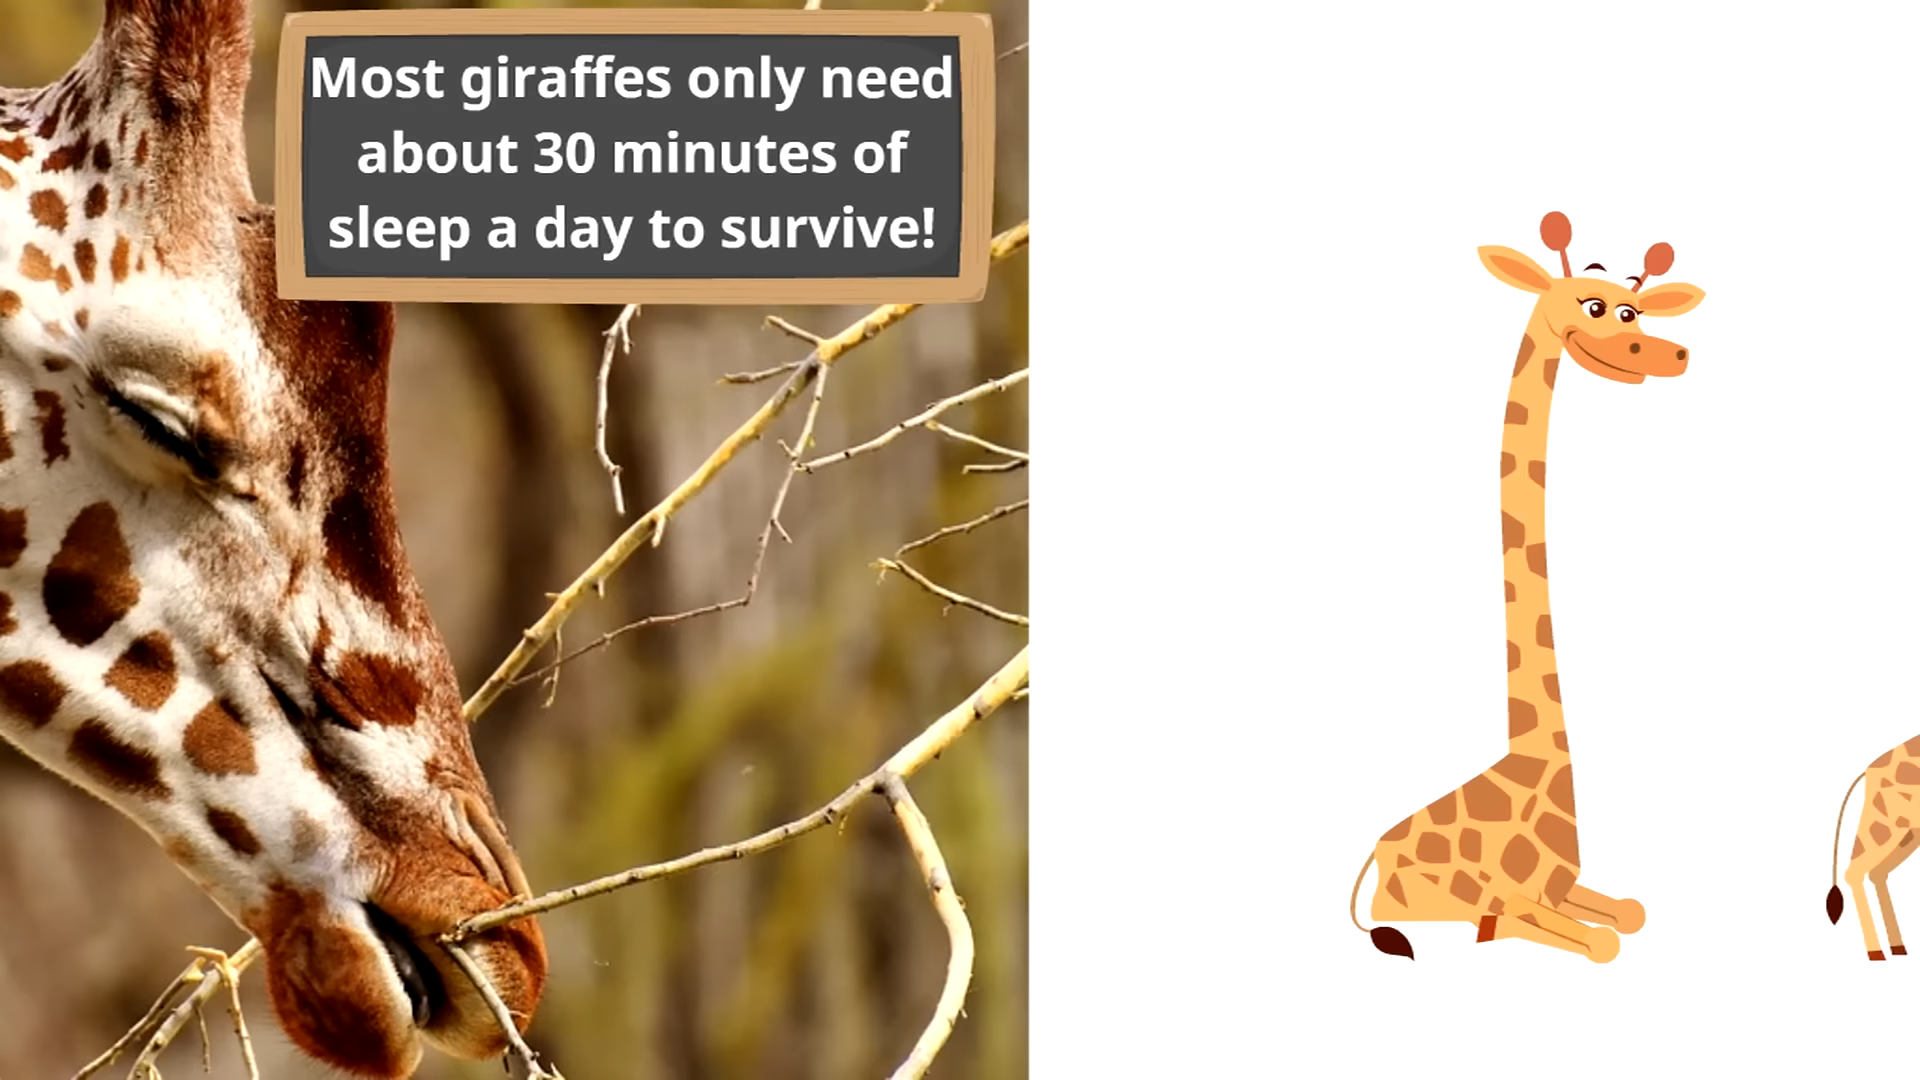 Most giraffes only need
about 30 minutes of
sleep a day to survive!